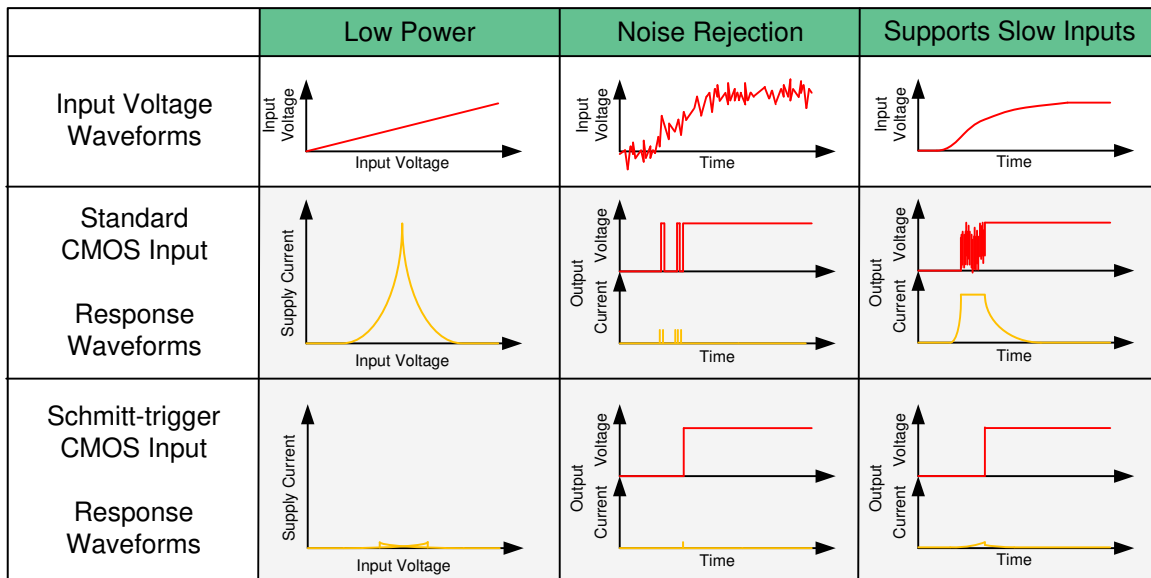 Low Power
Noise Rejection
Supports Slow Inputs
Input Voltage
Waveforms
Input
Voltage
Input Voltage
Input
Voltage
Time
Input
Voltage
Time
Standard
CMOS Input
Response
Waveforms
Supply Current
Input Voltage
Output
Voltage
Current
Time
Output
Voltage
Current
Time
Schmitt-trigger
CMOS Input
Response
Waveforms
Supply Current
Input Voltage
Output
Voltage
Current
Time
Output
Voltage
Current
Time